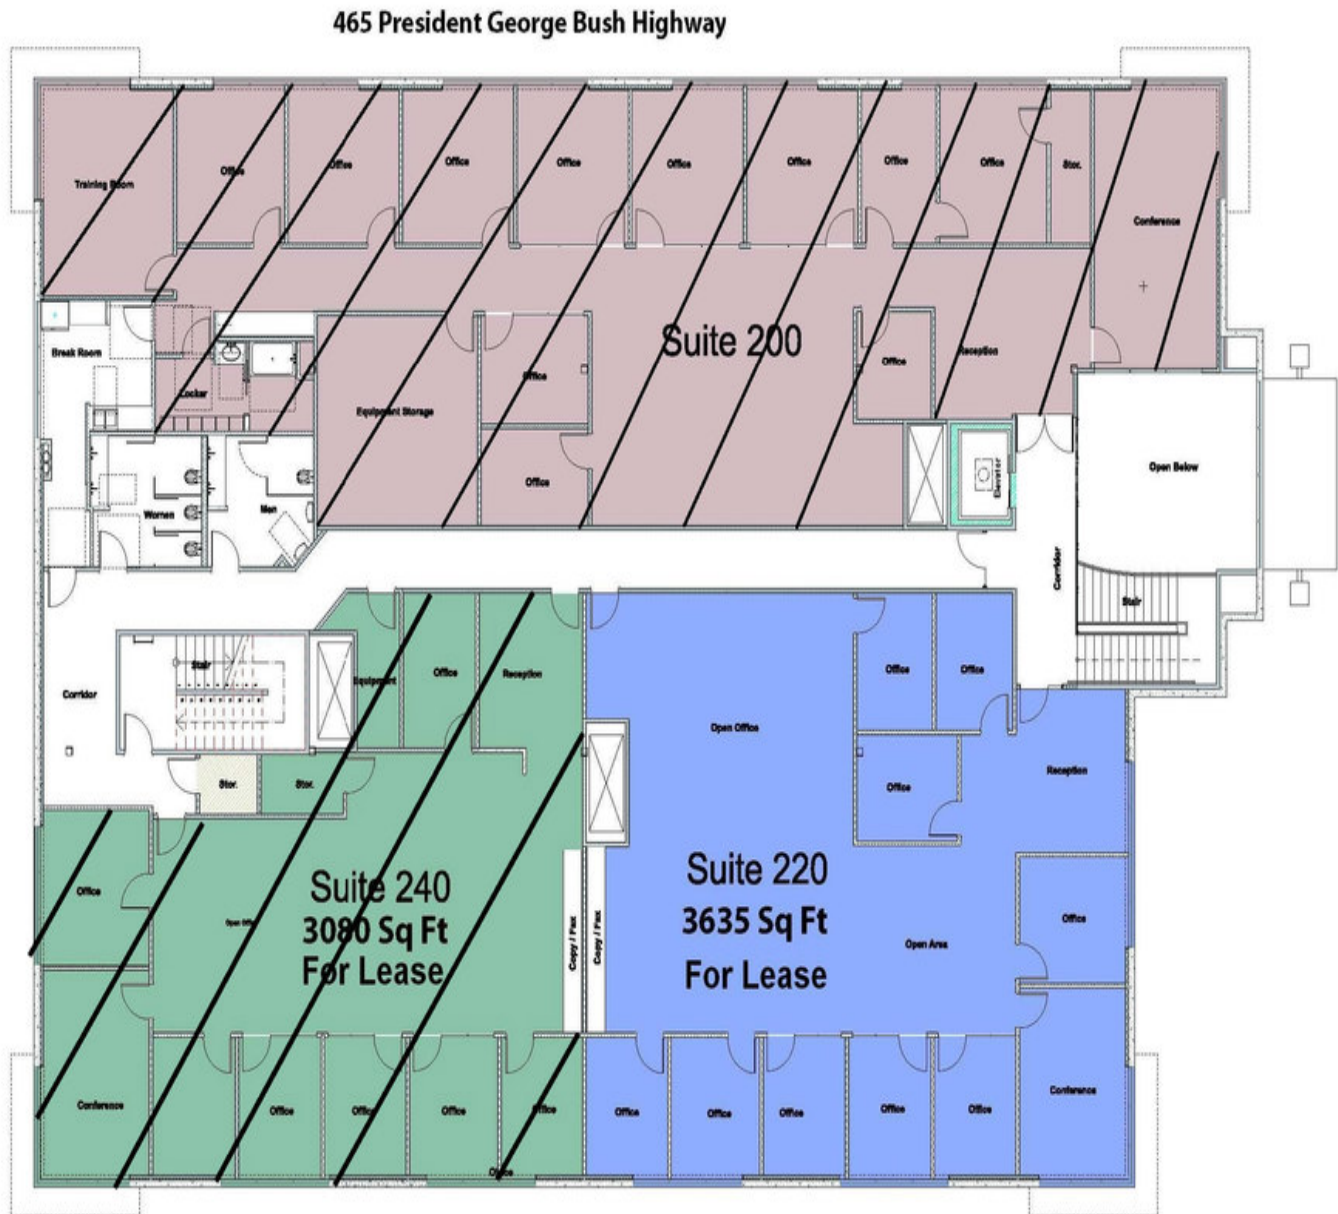 465 President George Bush Highway
Training Room
Office
Office
Office
Office
Office
Office
Office
Office
Stor.
Conference
Break Room
Locker
Equipment Storage
Office
Office
Suite 200
Office
Reception
Elevator
Open Below
Women
Men
Corridor
Stair
Stair
Corridor
Equipment
Office
Reception
Stor.
Stor.
Open Office
Office
Office
Office
Reception
Office
Open Office
Suite 240
3080 Sq Ft
For Lease
Copy / Fax
Copy / Fax
Suite 220
3635 Sq Ft
For Lease
Open Area
Office
Conference
Office
Office
Office
Office
Office
Office
Office
Office
Office
Office
Conference